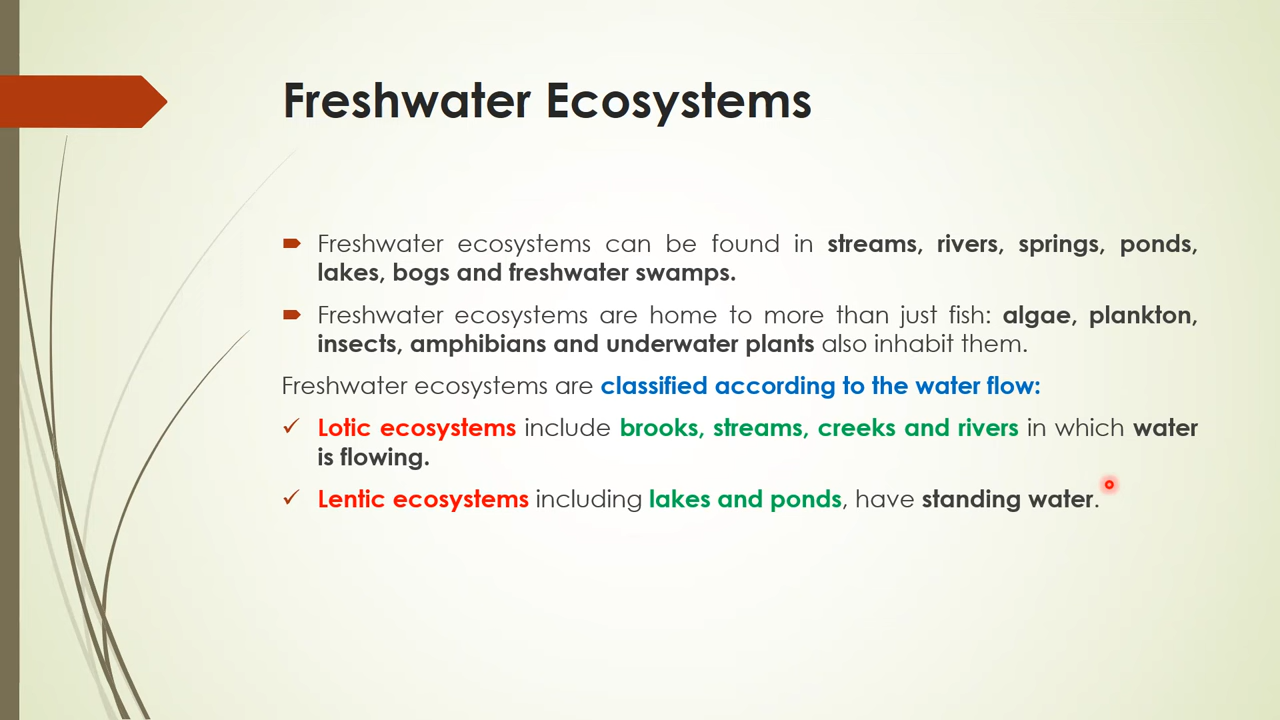 Freshwater Ecosystems
Freshwater ecosystems can be found in streams, rivers, springs, ponds,
lakes, bogs and freshwater swamps.
Freshwater ecosystems are home to more than just fish: algae, plankton,
insects, amphibians and underwater plants also inhabit them.
Freshwater ecosystems are classified according to the water flow:
✓ Lotic ecosystems include brooks, streams, creeks and rivers in which water
is flowing.
✓ Lentic ecosystems including lakes and ponds, have standing water.